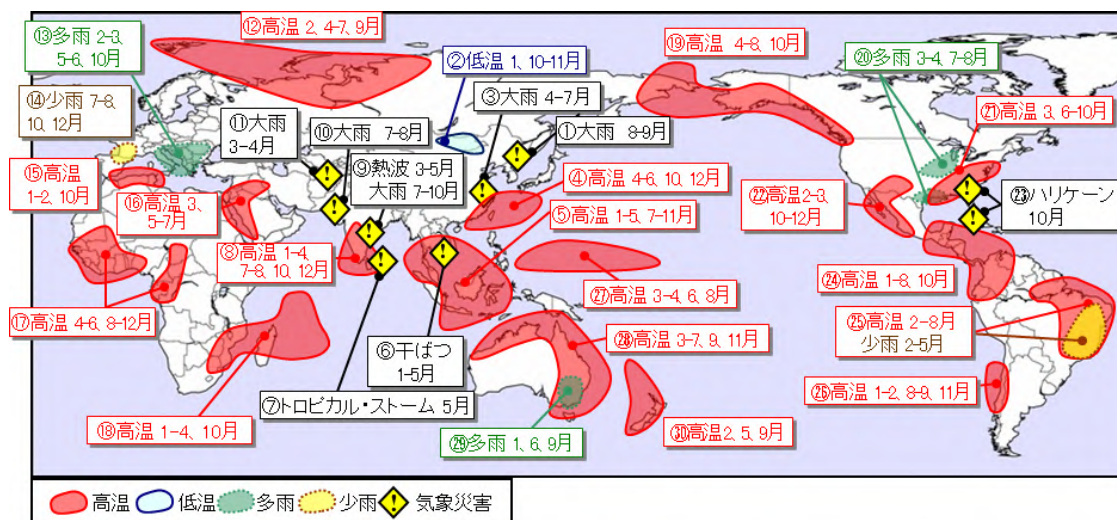 ⑫高温 2, 4-7, 9月
⑬多雨 2-3、
5-6、10月
⑲高温 4-8, 10月
②低温 1、10-11月
⑳多雨 3-4, 7-8月
③大雨 4-7月
⑭少雨 7-8、
10、12月
㉑高温 3、6-10月
⑪大雨
3-4月
⑩大雨 7-8月
①大雨 8-9月
⑨熱波 3-5月
大雨 7-10月
⑮高温
1-2、10月
④高温 4-6, 10, 12月
⑯高温 3、
5-7月
⑤高温 1-5、7-11月
㉒高温2-3、
10-12月
㉓ハリケーン
10月
⑧高温 1-4、
7-8, 10, 12月
㉔高温 1-8, 10月
㉗高温 3-4, 6, 8月
⑰高温 4-6, 8-12月
㉕高温 2-8月
少雨 2-5月
⑥干ばつ
1-5月
㉘高温 3-7, 9, 11月
㉖高温 1-2, 8-9, 11月
⑦トロピカル・ストーム 5月
⑱高温 1-4、10月
㉙多雨 1、6、9月
㉚高温2、5、9月
高温 低温 多雨 少雨 気象災害